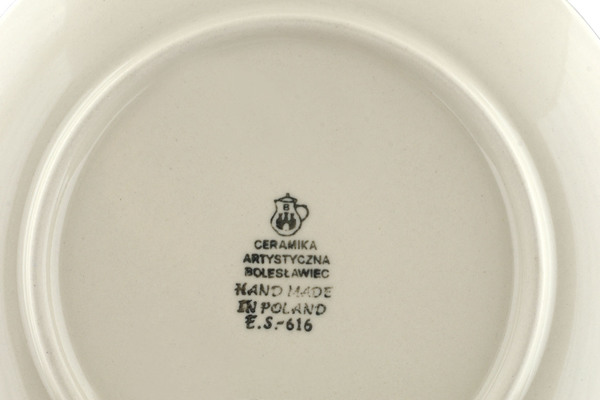 B
CERAMIKA
ARTYSTYCZNA
BOLESŁAWIEC
HAND MADE
IN POLAND
E.S.-616